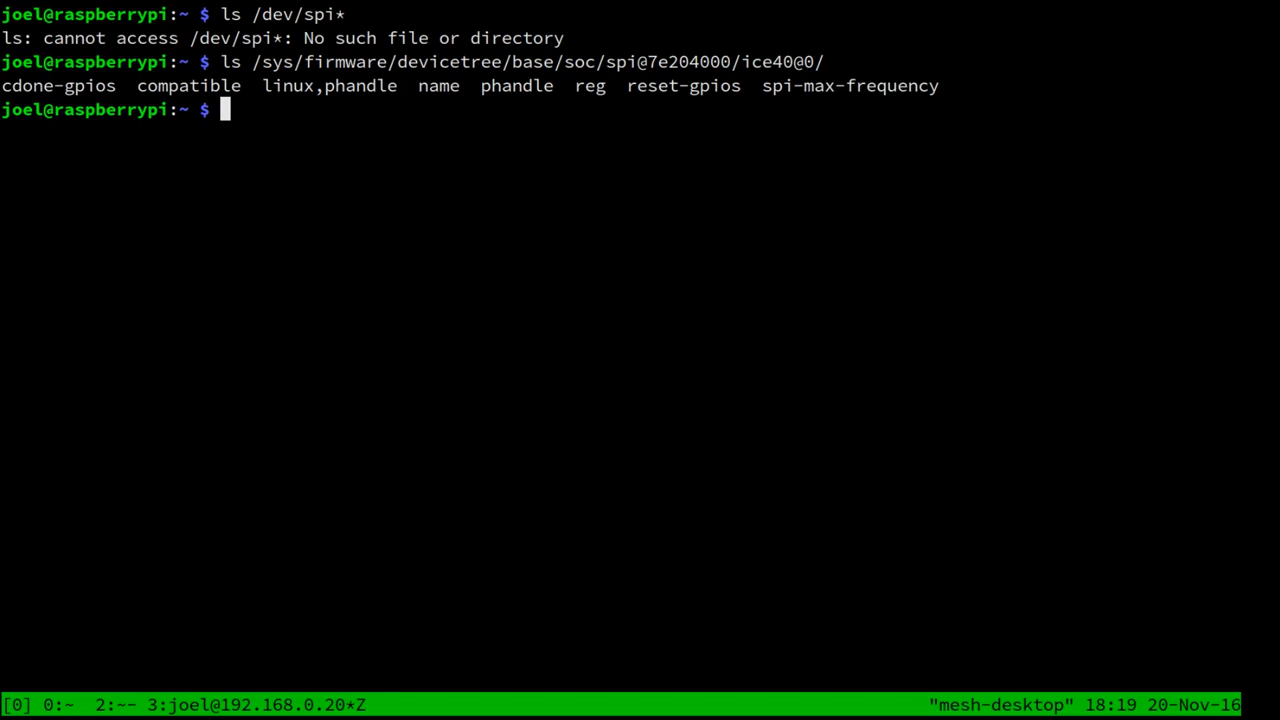 joel@raspberrypi:~ $ ls /dev/spi*
ls: cannot access /dev/spi*: No such file or directory
joel@raspberrypi:~ $ ls /sys/firmware/devicetree/base/soc/spi@7e204000/ice40@0/
cdone-gpios  compatible  linux,phandle  name  phandle  reg  reset-gpios  spi-max-frequency
joel@raspberrypi:~ $
[0] 0:~  2:~- 3:joel@192.168.0.20*Z "mesh-desktop" 18:19 20-Nov-16